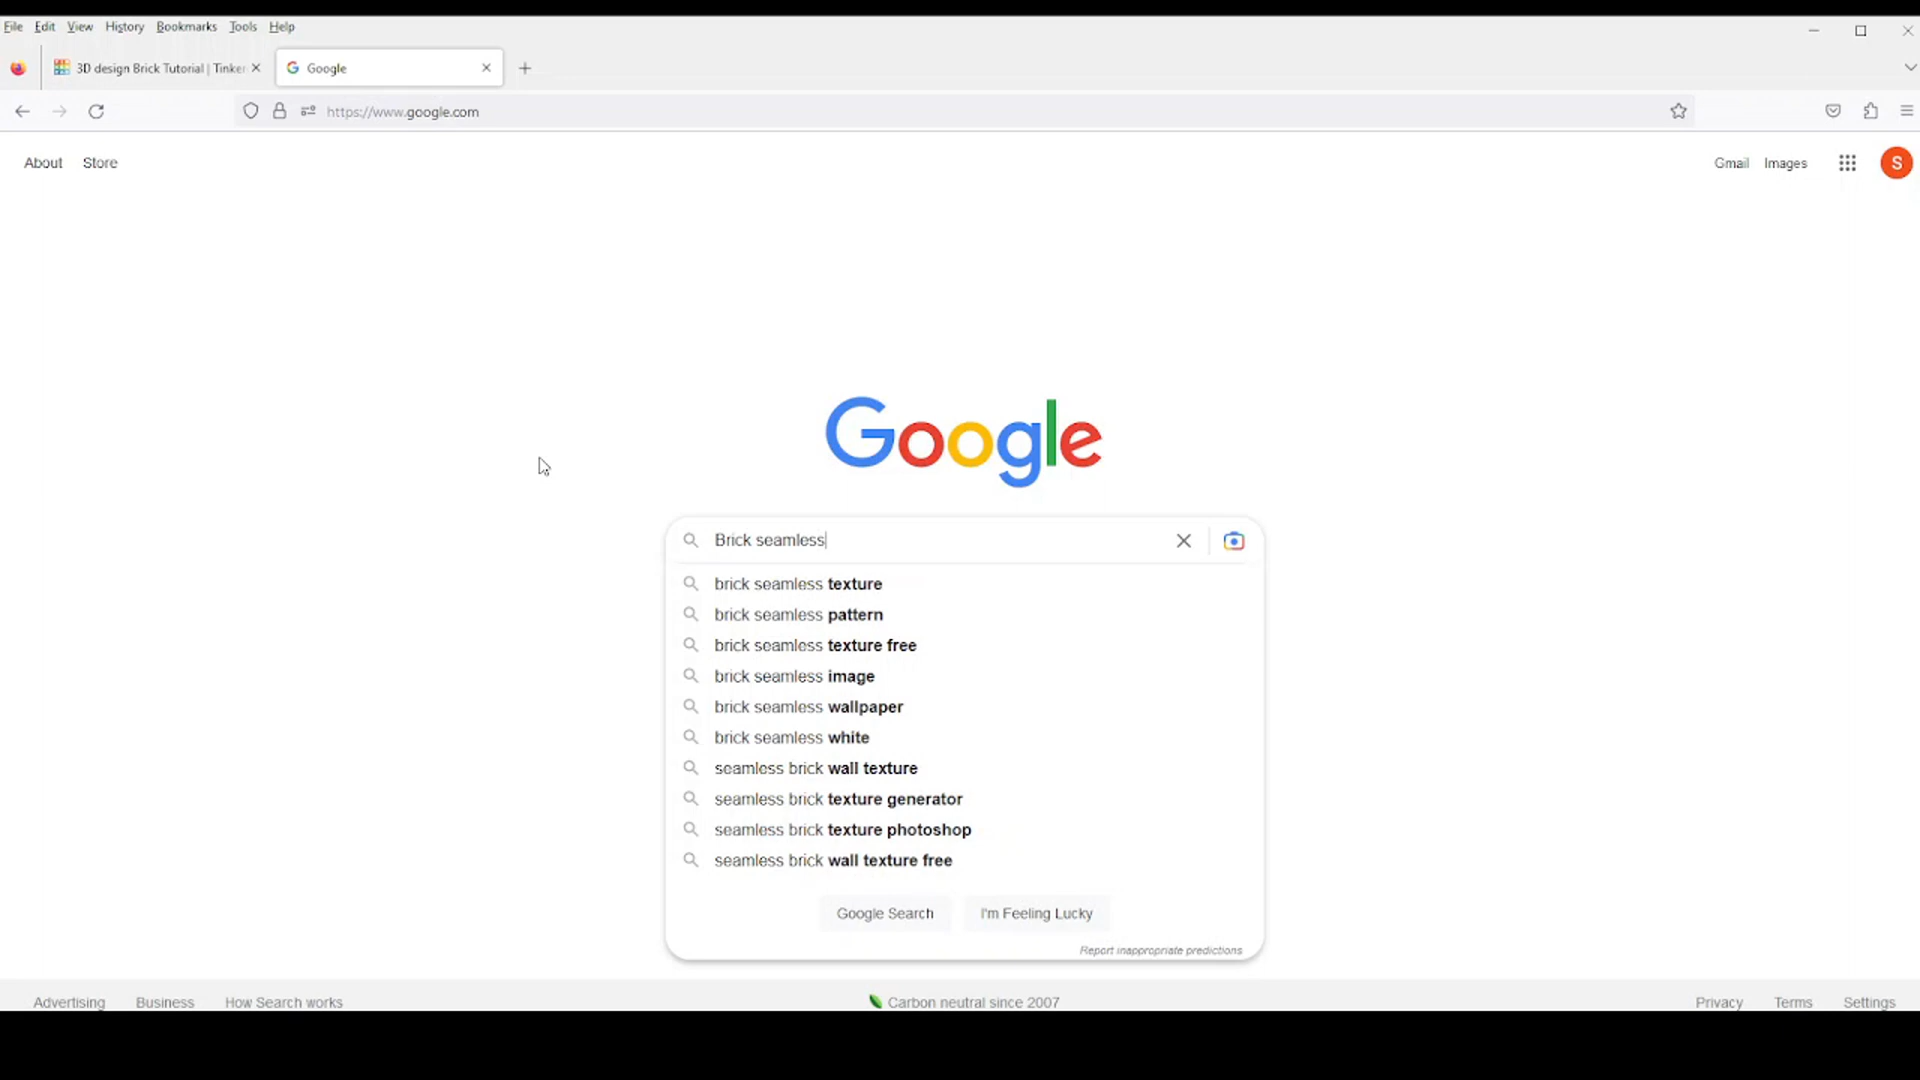 File Edit View History Bookmarks Tools Help
3D design Brick Tutorial | Tinker
Google
https://www.google.com
About Store
Gmail Images
S
Google
Brick seamless
brick seamless texture
brick seamless pattern
brick seamless texture free
brick seamless image
brick seamless wallpaper
brick seamless white
seamless brick wall texture
seamless brick texture generator
seamless brick texture photoshop
seamless brick wall texture free
Google Search I'm Feeling Lucky
Report inappropriate predictions
Advertising Business How Search works
Carbon neutral since 2007
Privacy Terms Settings